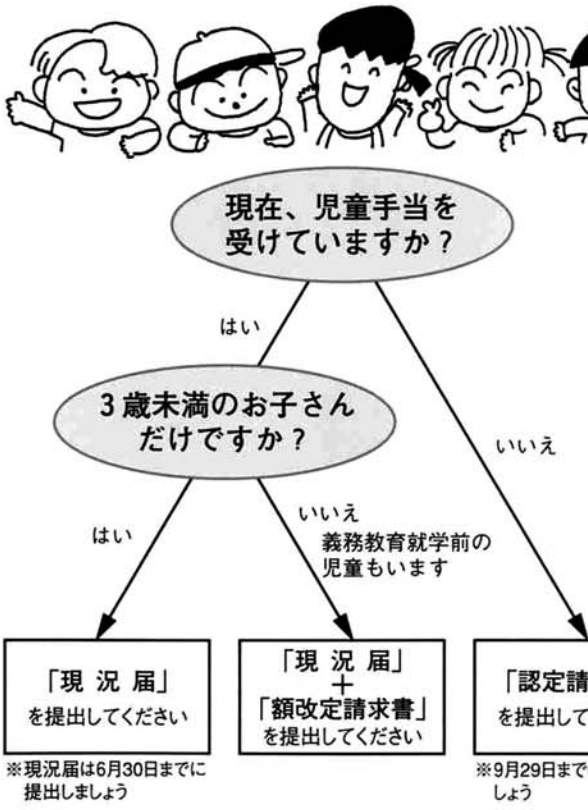 現在、児童手当を
受けていますか？
はい
3歳未満のお子さん
だけですか？
いいえ
はい
いいえ
義務教育就学前の
児童もいます
「現況届」
を提出してください
「現況届」
＋
「額改定請求書」
を提出してください
「認定請
を提出して
※現況届は6月30日までに
提出しましょう
※9月29日まで
しょう